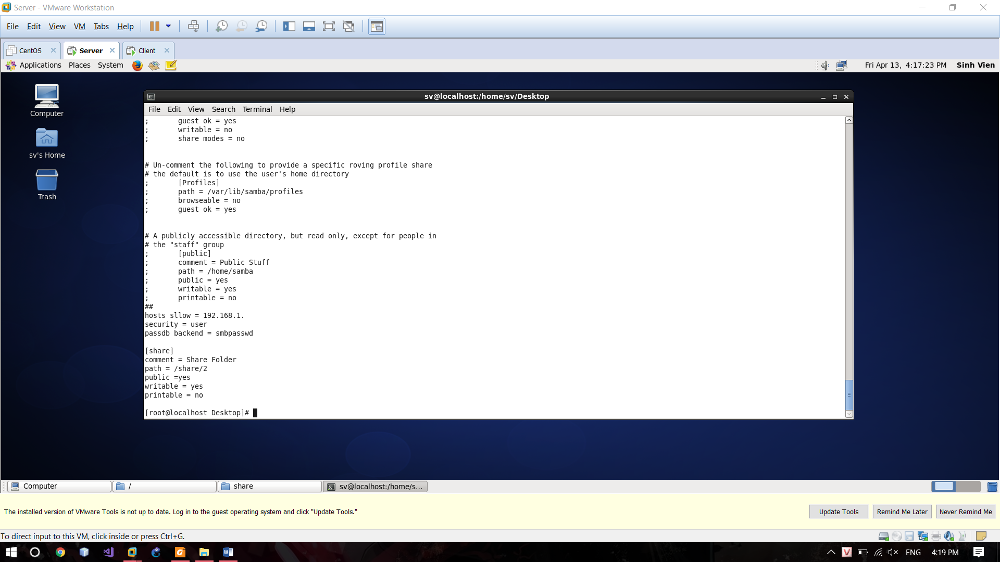 Server - VMware Workstation
File Edit View VM Tabs Help
CentOS Server Client
Applications Places System Fri Apr 13, 4:17:23 PM Sinh Vien
Computer
sv's Home
Trash
sv@localhost:/home/sv/Desktop
File Edit View Search Terminal Help
; guest ok = yes
; writable = no
; share modes = no
# Un-comment the following to provide a specific roving profile share
# the default is to use the user's home directory
; [Profiles]
; path = /var/lib/samba/profiles
; browseable = no
; guest ok = yes
# A publicly accessible directory, but read only, except for people in
# the "staff" group
; [public]
; comment = Public Stuff
; path = /home/samba
; public = yes
; writable = yes
; printable = no
##
hosts sllow = 192.168.1.
security = user
passdb backend = smbpasswd
[share]
comment = Share Folder
path = /share/2
public =yes
writable = yes
printable = no
[root@localhost Desktop]#
Computer / share sv@localhost:/home/s...
The installed version of VMware Tools is not up to date. Log in to the guest operating system and click "Update Tools."
Update Tools Remind Me Later Never Remind Me
To direct input to this VM, click inside or press Ctrl+G.
ENG 4:19 PM